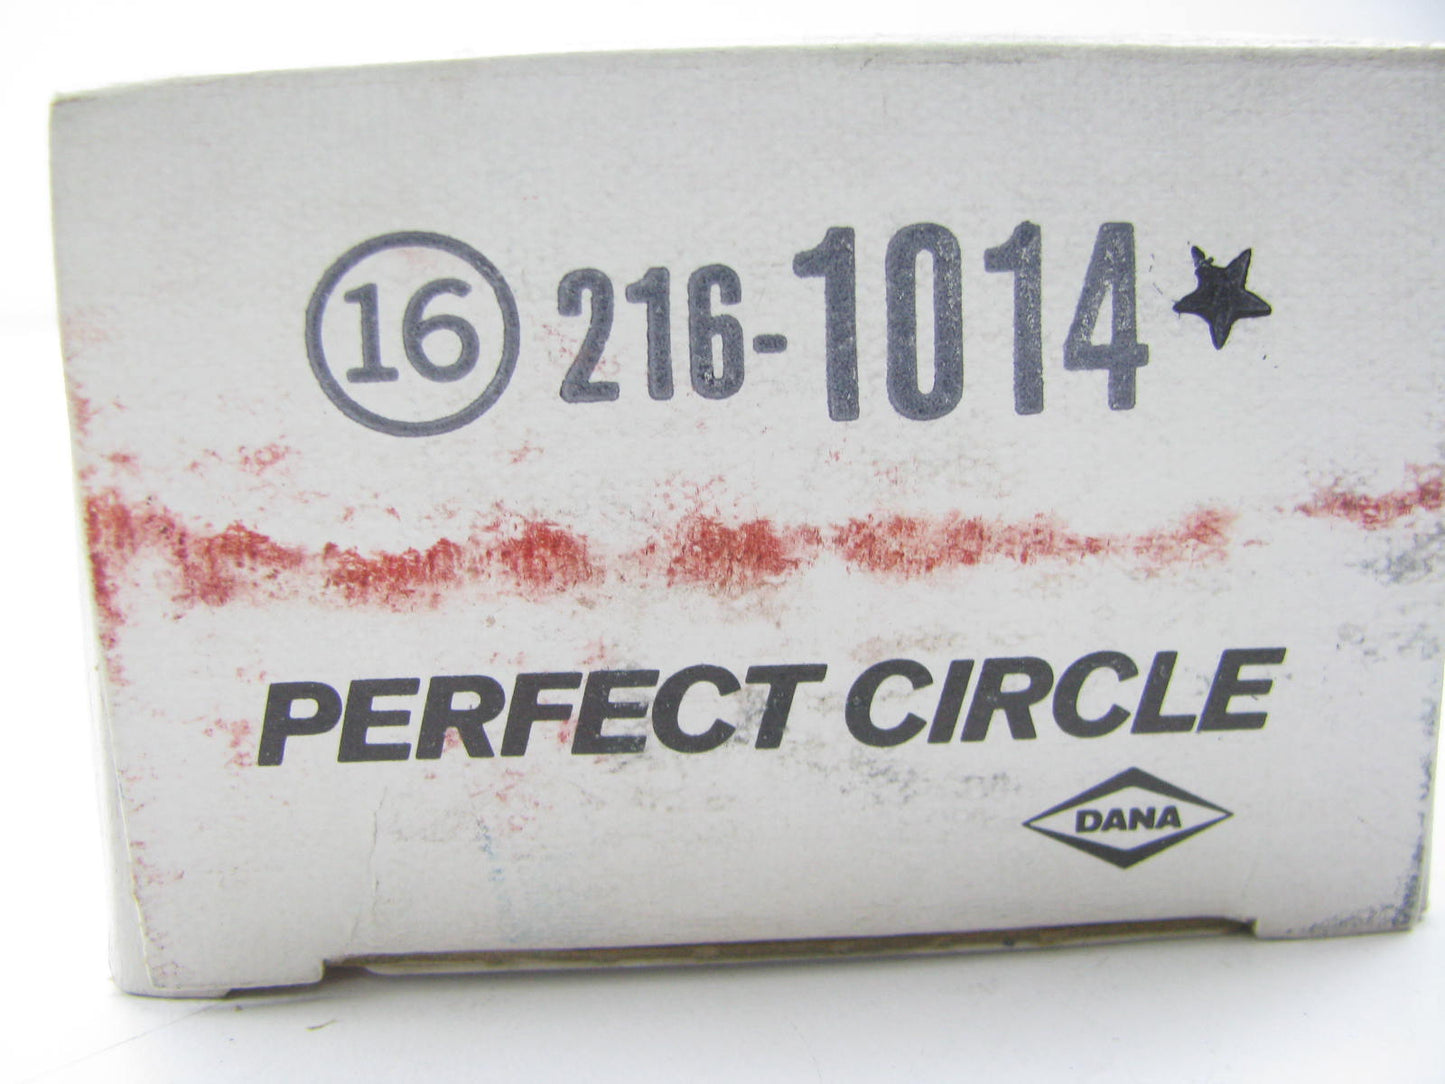 16 216-1014★
PERFECT CIRCLE
DANA